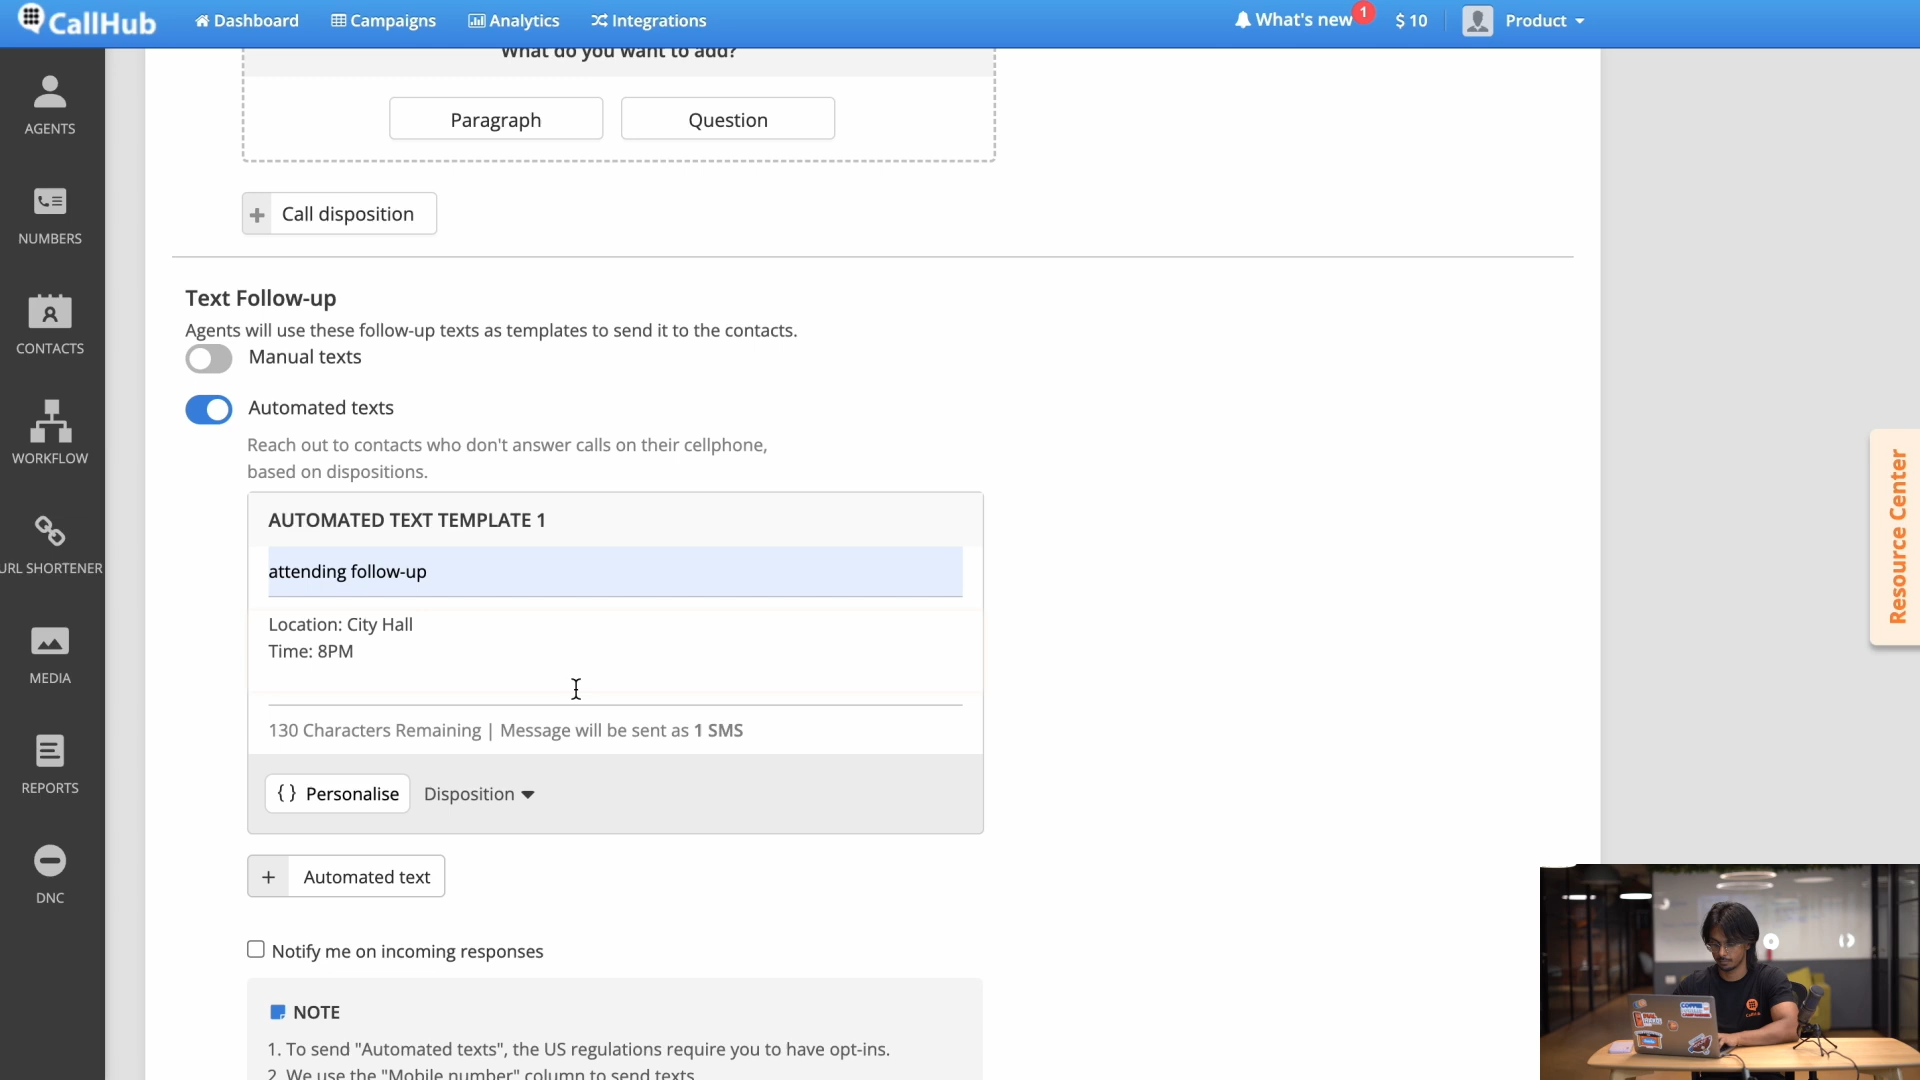 CallHub
Dashboard
Campaigns
Analytics
Integrations
What's new
1
$ 10
Product
What do you want to add?
Paragraph
Question
+ Call disposition
AGENTS
NUMBERS
CONTACTS
WORKFLOW
URL SHORTENER
MEDIA
REPORTS
DNC
Text Follow-up
Agents will use these follow-up texts as templates to send it to the contacts.
Manual texts
Automated texts
Reach out to contacts who don't answer calls on their cellphone,
based on dispositions.
AUTOMATED TEXT TEMPLATE 1
attending follow-up
Location: City Hall
Time: 8PM
130 Characters Remaining | Message will be sent as 1 SMS
{ } Personalise
Disposition
+ Automated text
Notify me on incoming responses
NOTE
1. To send "Automated texts", the US regulations require you to have opt-ins.
2. We use the "Mobile number" column to send texts
Resource Center